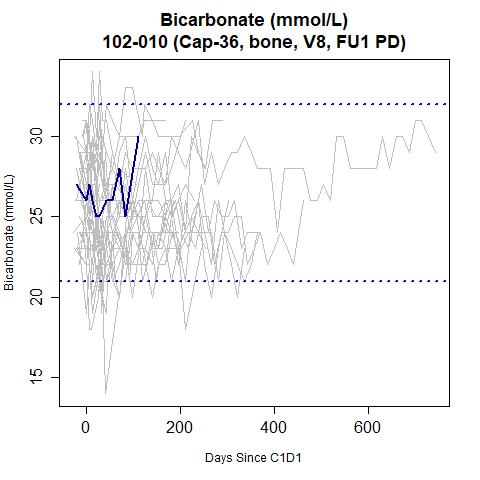 Bicarbonate (mmol/L)
102-010 (Cap-36, bone, V8, FU1 PD)
Bicarbonate (mmol/L)
30
25
20
15
0 200 400 600
Days Since C1D1